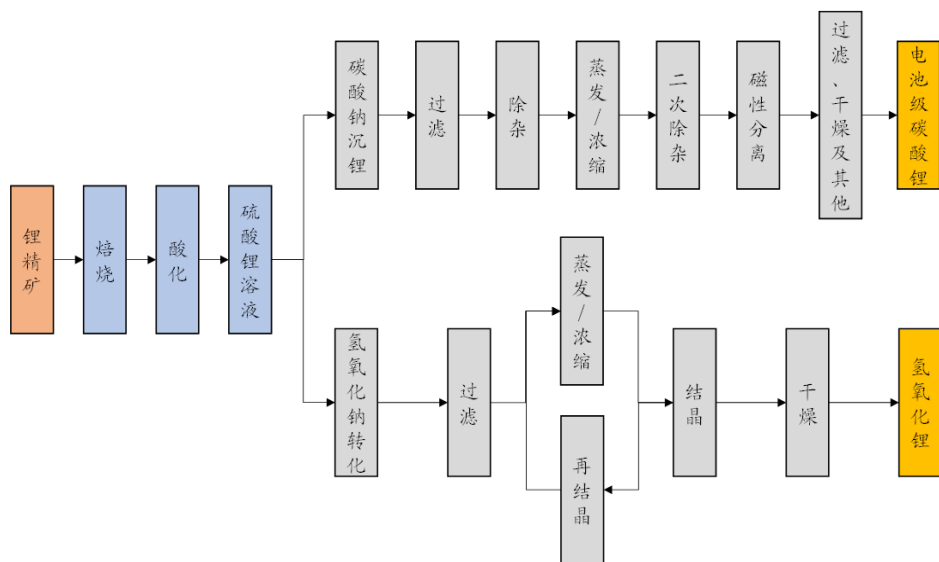 锂精矿
焙烧
酸化
硫酸锂溶液
碳酸钠沉锂
过滤
除杂
蒸发/浓缩
二次除杂
磁性分离
过滤、干燥及其他
电池级碳酸锂
氢氧化钠转化
过滤
蒸发/浓缩
再结晶
结晶
干燥
氢氧化锂